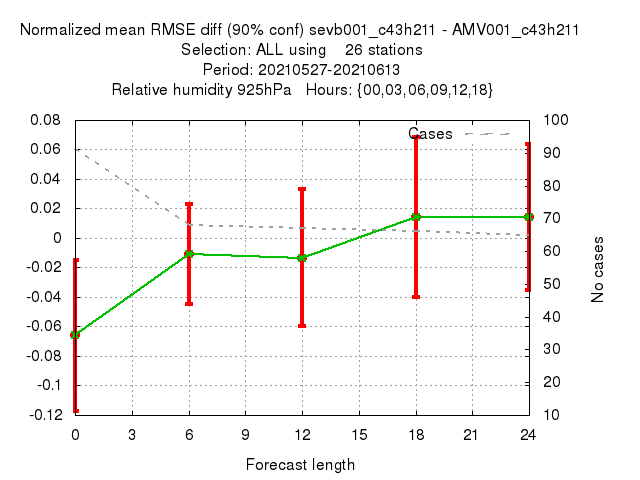 Normalized mean RMSE diff (90% conf) sevb001_c43h211 - AMV001_c43h211
Selection: ALL using 26 stations
Period: 20210527-20210613
Relative humidity 925hPa Hours: {00,03,06,09,12,18}
Cases
0.08
0.06
0.04
0.02
0
-0.02
-0.04
-0.06
-0.08
-0.1
-0.12
100
90
80
70
60
50
40
30
20
10
No cases
0 3 6 9 12 15 18 21 24
Forecast length